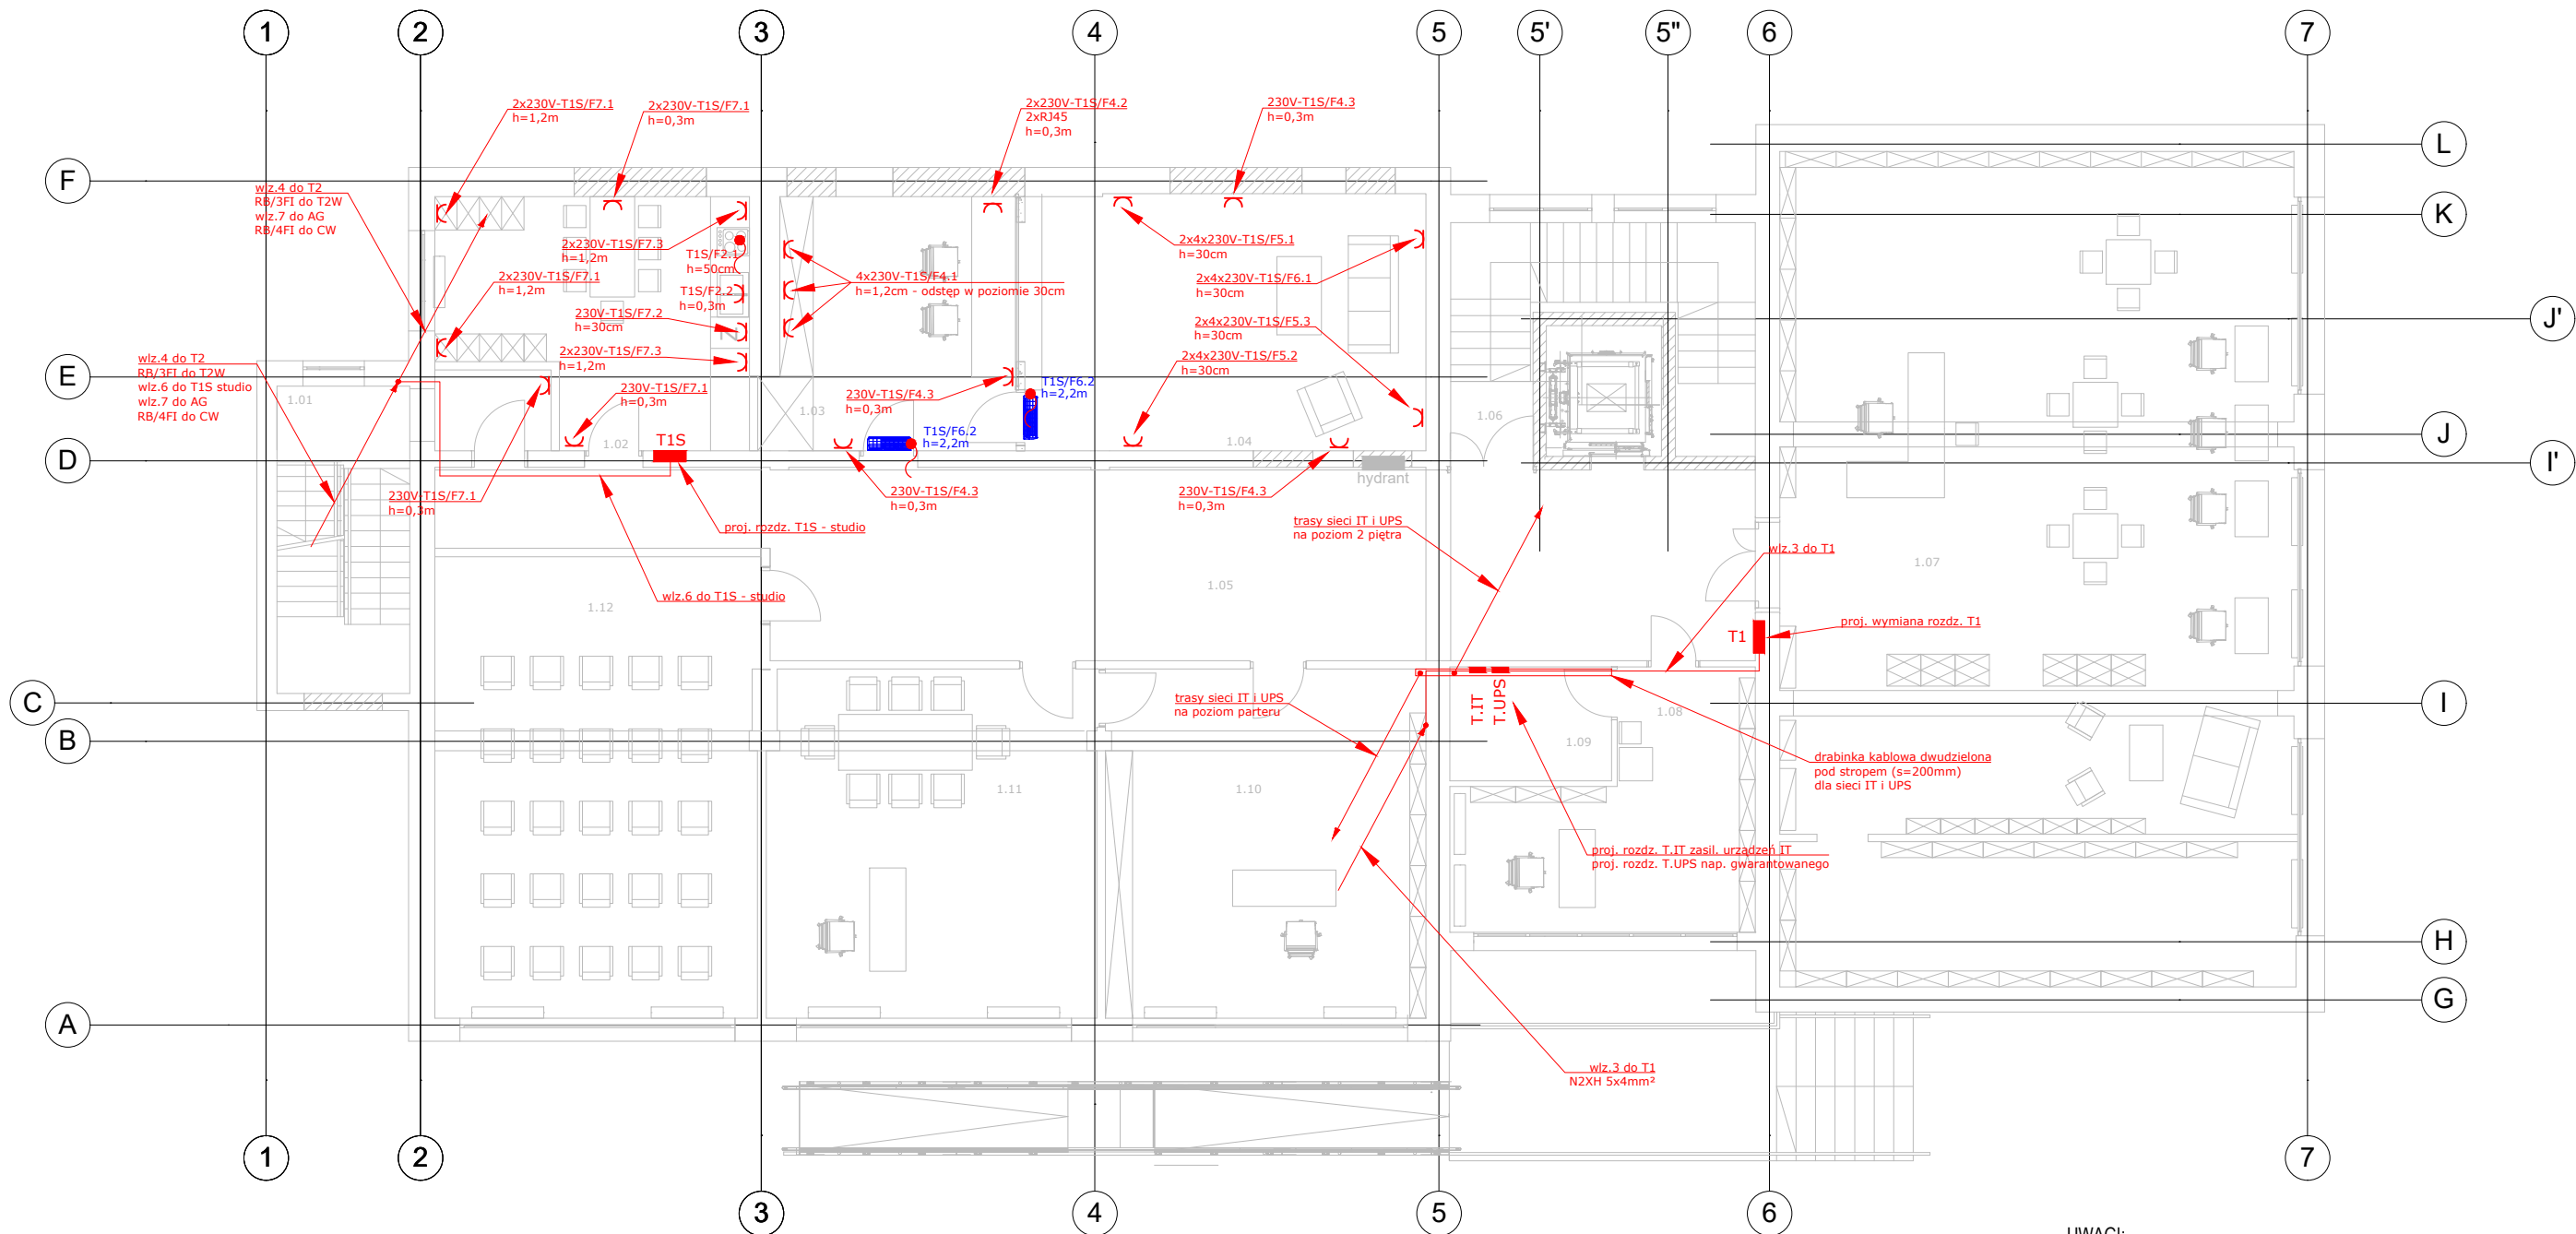 1
2
3
4
5
5'
5"
6
7
2x230V-T1S/F7.1
h=1,2m
2x230V-T1S/F7.1
h=0,3m
2x230V-T1S/F4.2
2xRJ45
h=0,3m
230V-T1S/F4.3
h=0,3m
L
F
K
wlz.4 do T2
RB/3FI do T2W
wlz.7 do AG
RB/4FI do CW
2x230V-T1S/F7.3
h=1,2m
T1S/F2.1
h=50cm
2x4x230V-T1S/F5.1
h=30cm
2x230V-T1S/F7.1
h=1,2m
T1S/F2.2
h=0,3m
4x230V-T1S/F4.1
h=1,2cm - odstęp w poziomie 30cm
2x4x230V-T1S/F6.1
h=30cm
230V-T1S/F7.2
h=30cm
2x4x230V-T1S/F5.3
h=30cm
J'
wlz.4 do T2
RB/3FI do T2W
wlz.6 do T1S studio
wlz.7 do AG
RB/4FI do CW
2x230V-T1S/F7.3
h=1,2m
2x4x230V-T1S/F5.2
h=30cm
E
1.01
230V-T1S/F7.1
h=0,3m
230V-T1S/F4.3
h=0,3m
T1S/F6.2
h=2,2m
1.03
1.06
1.02
T1S
T1S/F6.2
h=2,2m
1.04
J
D
I'
hydrant
230V-T1S/F7.1
h=0,3m
230V-T1S/F4.3
h=0,3m
230V-T1S/F4.3
h=0,3m
proj. rozdz. T1S - studio
trasy sieci IT i UPS
na poziom 2 piętra
wlz.3 do T1
1.07
1.05
wlz.6 do T1S - studio
1.12
T1
proj. wymiana rozdz. T1
trasy sieci IT i UPS
na poziom parteru
T.IT
T.UPS
1.08
C
I
B
1.09
drabinka kablowa dwudzielona
pod stropem (s=200mm)
dla sieci IT i UPS
1.11
1.10
proj. rozdz. T.IT zasil. urządzeń IT
proj. rozdz. T.UPS nap. gwarantowanego
H
G
A
wlz.3 do T1
N2XH 5x4mm²
1
2
7
3
4
5
6
UWAGI: